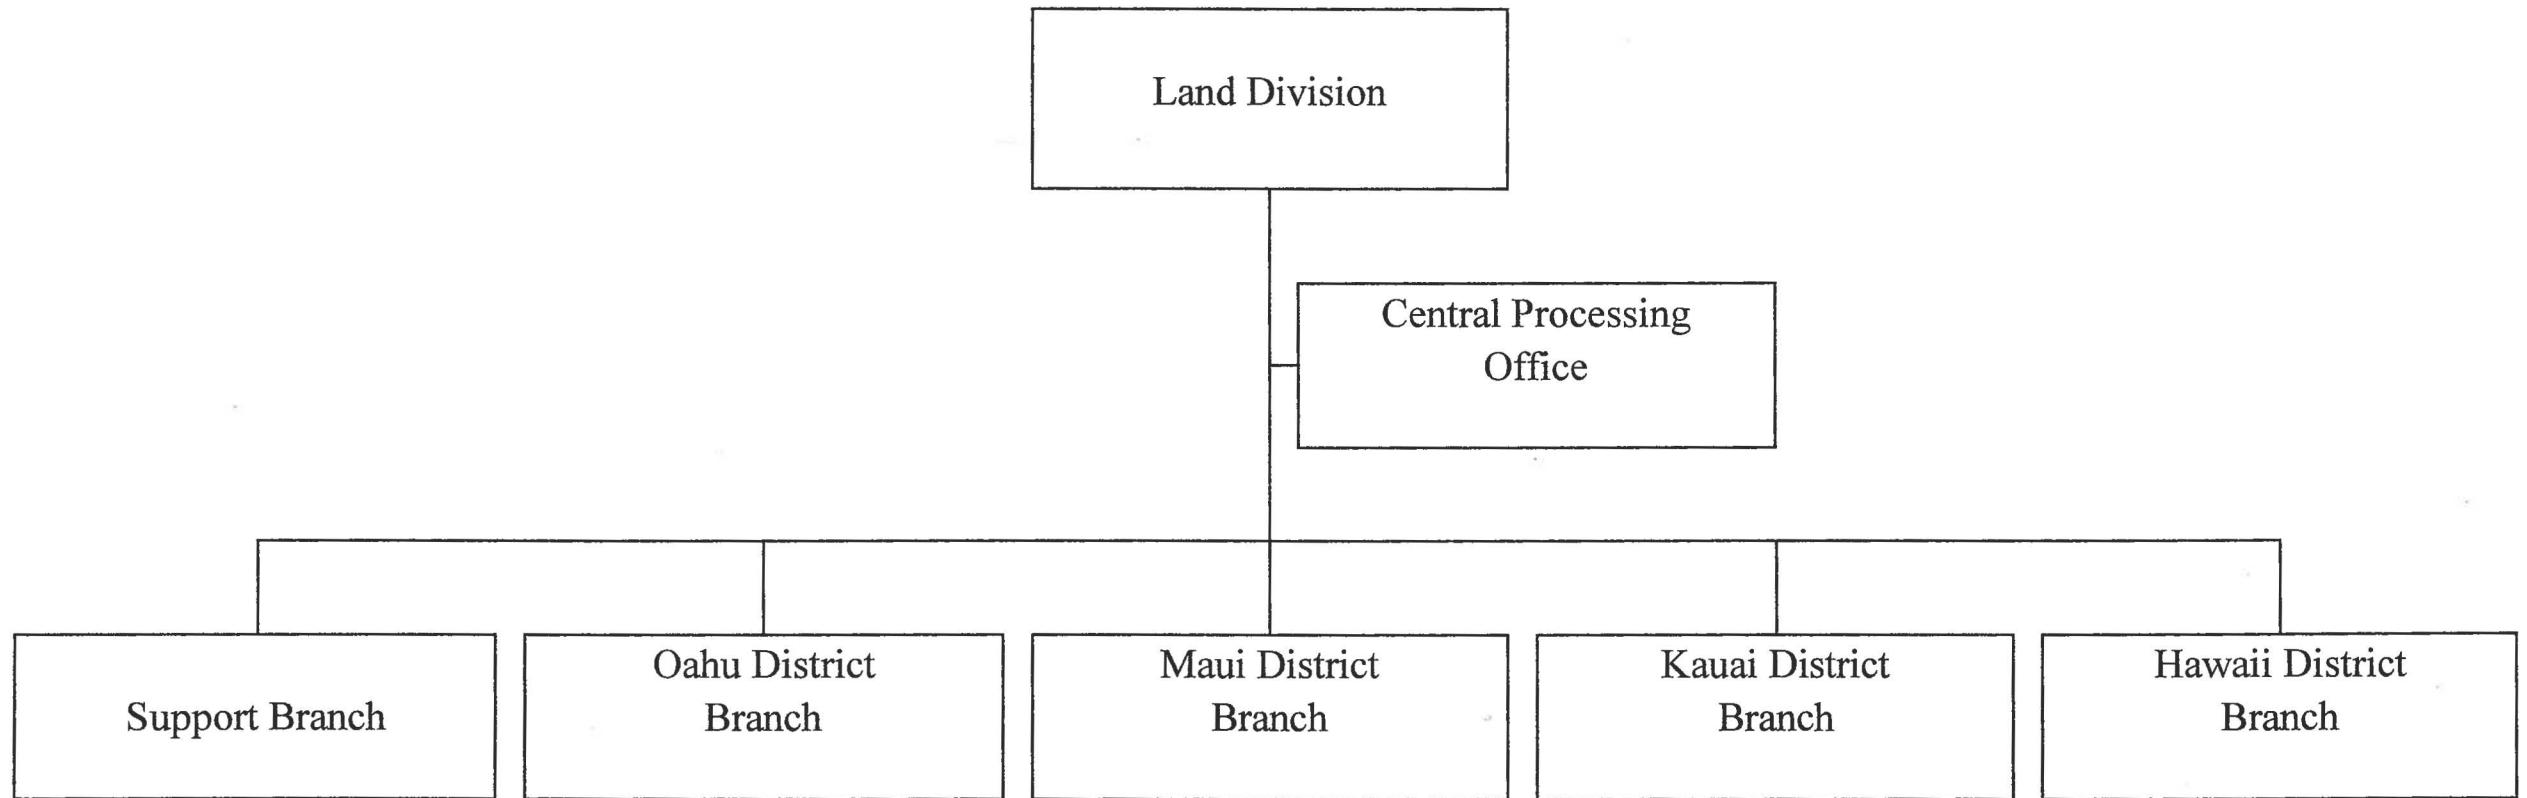 Land Division
Central Processing
Office
Support Branch
Oahu District
Branch
Maui District
Branch
Kauai District
Branch
Hawaii District
Branch